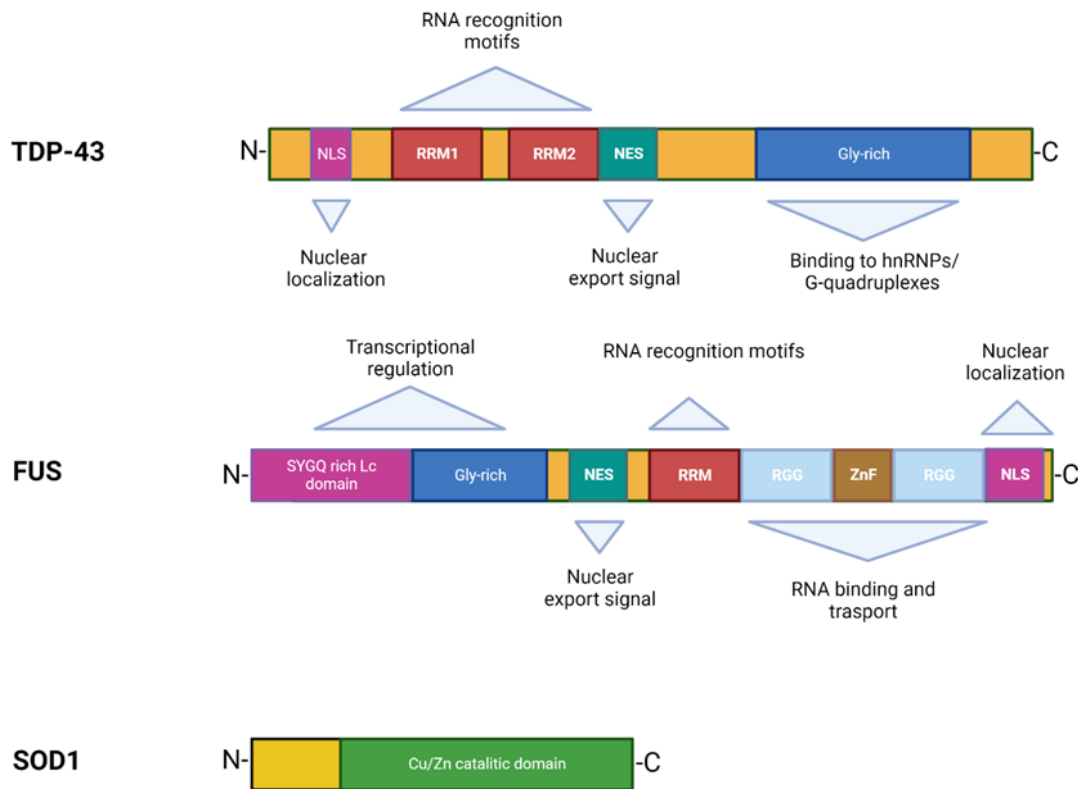 RNA recognition
motifs
TDP-43
N-
NLS
RRM1
RRM2
NES
Gly-rich
-C
Nuclear
localization
Nuclear
export signal
Binding to hnRNPs/
G-quadruplexes
Transcriptional
regulation
RNA recognition motifs
Nuclear
localization
FUS
N-
SYGQ rich Lc
domain
Gly-rich
NES
RRM
RGG
ZnF
RGG
NLS
-C
Nuclear
export signal
RNA binding and
trasport
SOD1
N-
Cu/Zn catalitic domain
-C